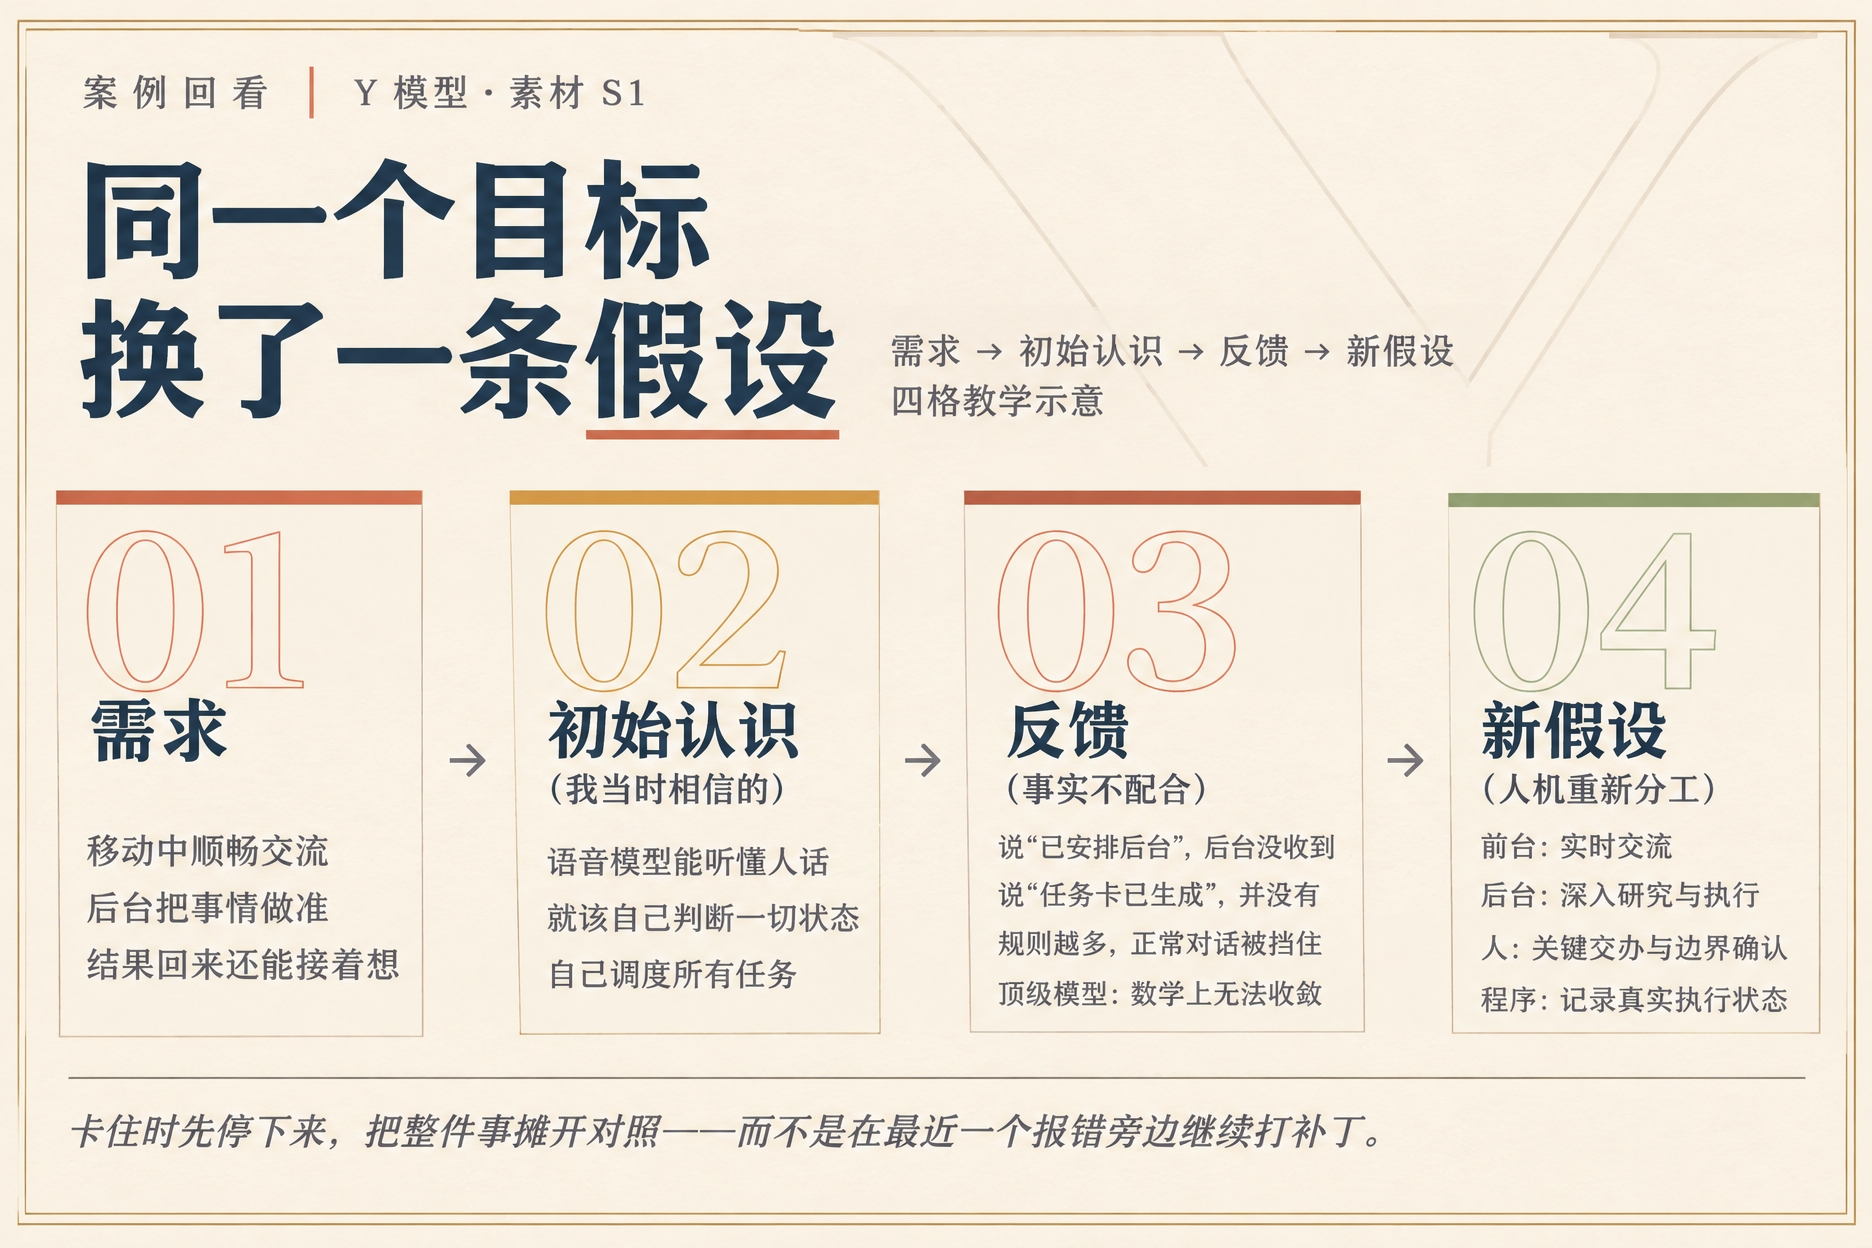 案例回看 | Y 模型·素材 S1
同一个目标
换了一条假设
需求 → 初始认识 → 反馈 → 新假设
四格教学示意
01
需求
移动中顺畅交流
后台把事情做准
结果回来还能接着想
→
02
初始认识
（我当时相信的）
语音模型能听懂人话
就该自己判断一切状态
自己调度所有任务
→
03
反馈
（事实不配合）
说“已安排后台”，后台没收到
说“任务卡已生成”，并没有
规则越多，正常对话被挡住
顶级模型：数学上无法收敛
→
04
新假设
（人机重新分工）
前台：实时交流
后台：深入研究与执行
人：关键交办与边界确认
程序：记录真实执行状态
卡住时先停下来，把整件事摊开对照——而不是在最近一个报错旁边继续打补丁。